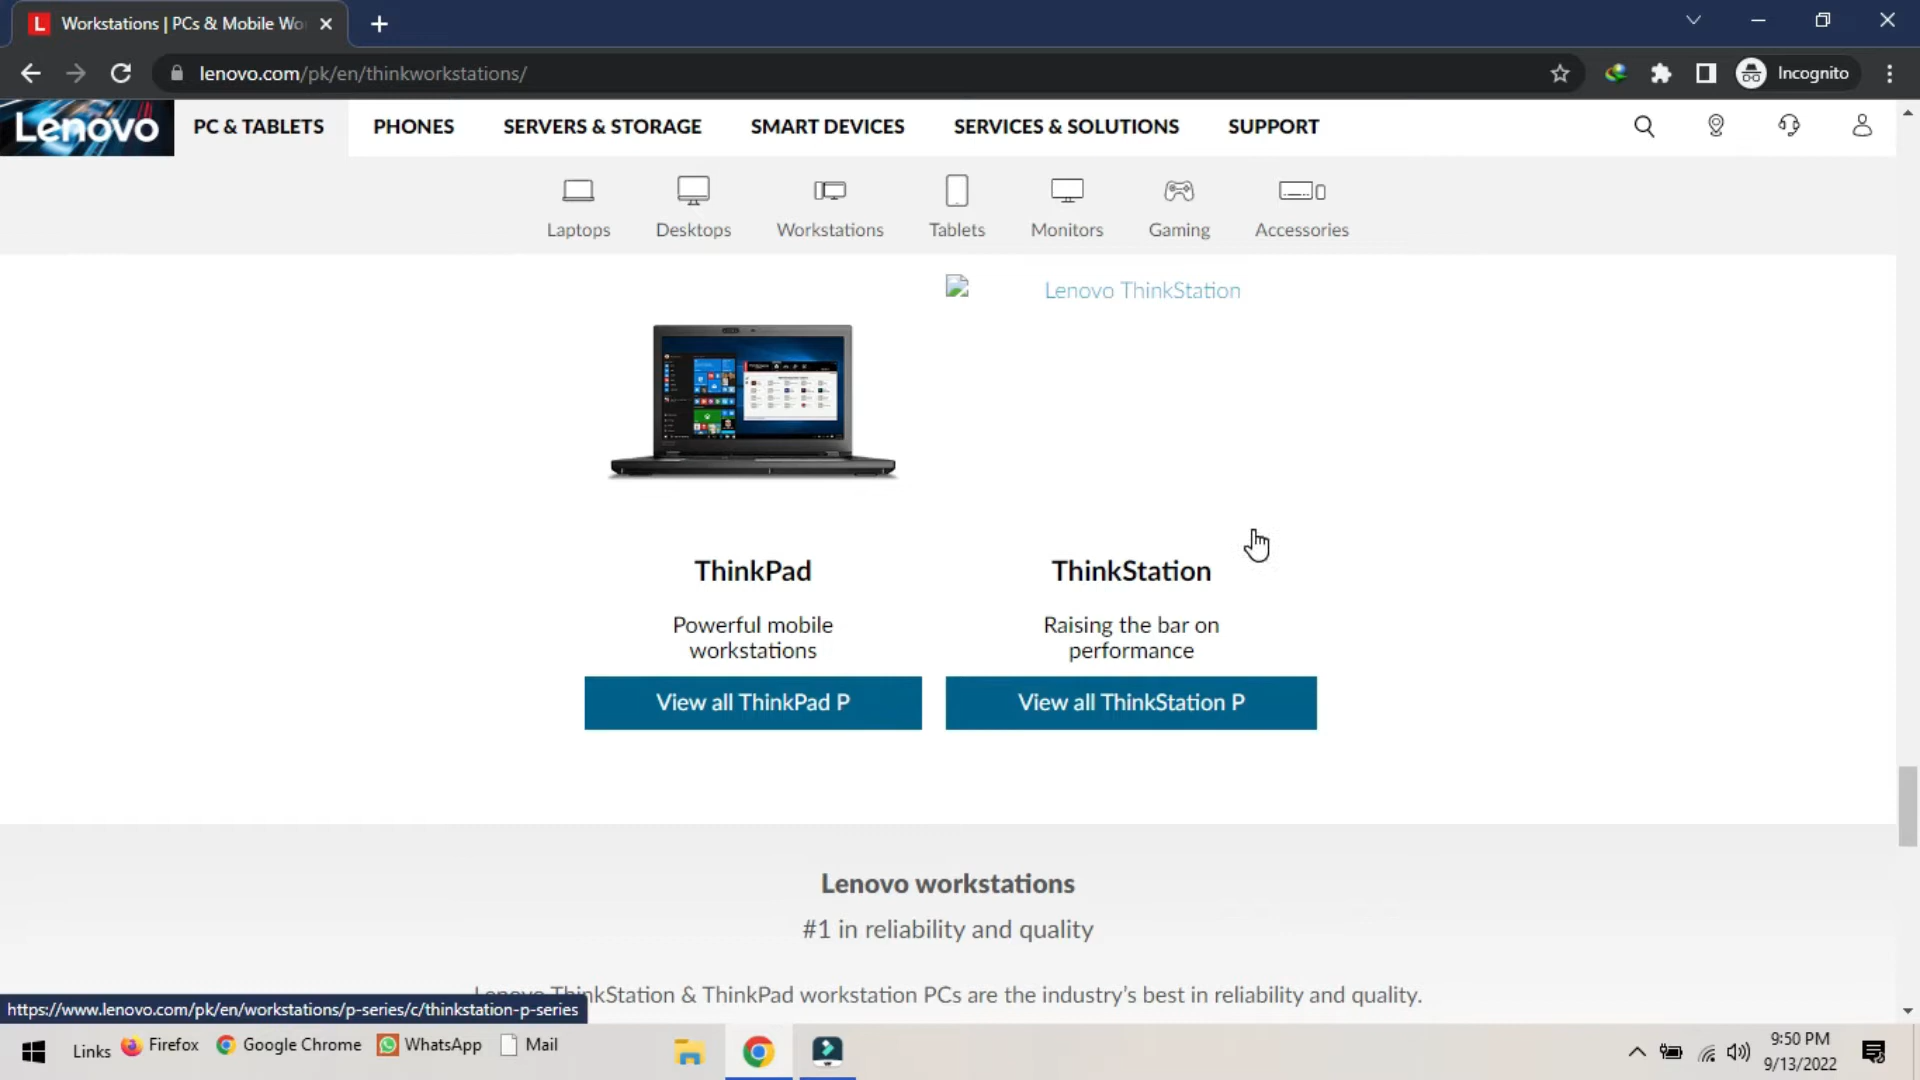 L Workstations | PCs & Mobile Wo
lenovo.com/pk/en/thinkworkstations/
Incognito
Lenovo
PC & TABLETS
PHONES
SERVERS & STORAGE
SMART DEVICES
SERVICES & SOLUTIONS
SUPPORT
Laptops
Desktops
Workstations
Tablets
Monitors
Gaming
Accessories
Lenovo ThinkStation
ThinkPad
Powerful mobile
workstations
View all ThinkPad P
ThinkStation
Raising the bar on
performance
View all ThinkStation P
Lenovo workstations
#1 in reliability and quality
Lenovo ThinkStation & ThinkPad workstation PCs are the industry's best in reliability and quality.
https://www.lenovo.com/pk/en/workstations/p-series/c/thinkstation-p-series
Links
Firefox
Google Chrome
WhatsApp
Mail
9:50 PM
9/13/2022